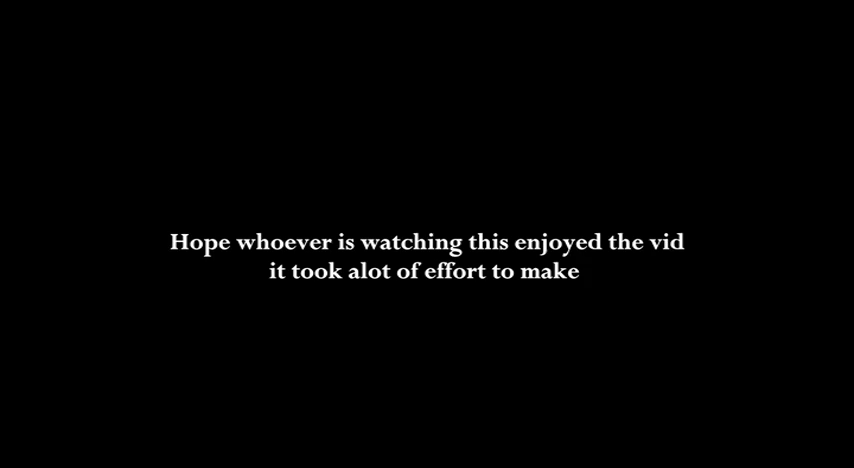 Hope whoever is watching this enjoyed the vid
it took alot of effort to make